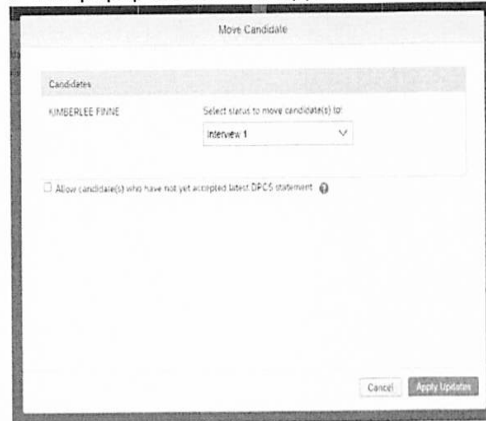 Move Candidate
Candidates
KIMBERLEE FINNE
Select status to move candidate(s) to:
Interview 1
Allow candidate(s) who have not yet accepted latest DPCS statement
Cancel
Apply Updates